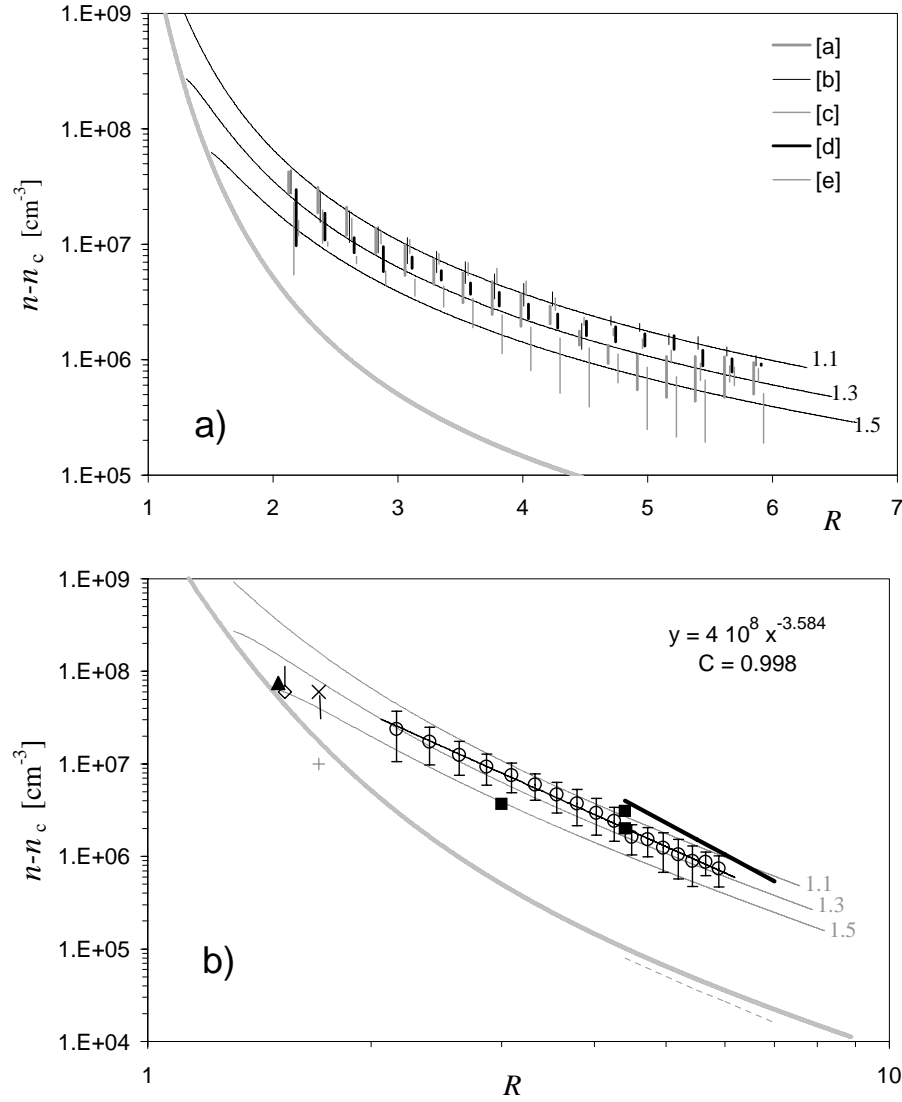 1.E+09
1.E+08
1.E+07
1.E+06
1.E+05
n-n c [cm-3]
[a]
[b]
[c]
[d]
[e]
1.1
1.3
1.5
a)
1 2 3 4 5 6 7
R
1.E+09
1.E+08
1.E+07
1.E+06
1.E+05
1.E+04
n-n c [cm-3]
y = 4 10^8 x^-3.584
C = 0.998
1.1
1.3
1.5
b)
1 10
R